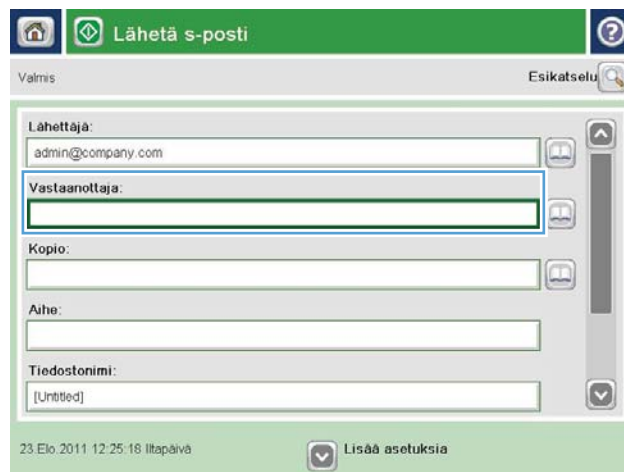 Lähetä s-posti
Valmis
Esikatselu
Lähettäjä:
admin@company.com
Vastaanottaja:
Kopio:
Aihe:
Tiedostonimi:
[Untitled]
23.Elo.2011 12:25:18 Iltapäivä
Lisää asetuksia